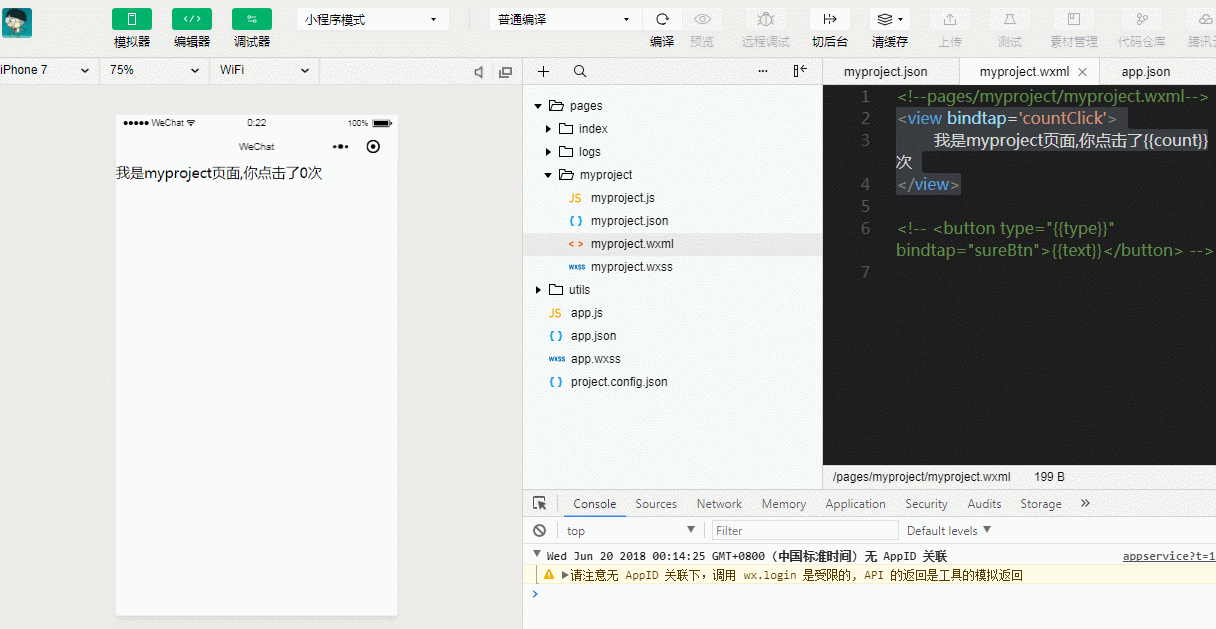 小程序模式
普通编译
模拟器 编辑器 调试器
编译 预览 远程调试 切后台 清缓存 上传 测试 素材管理 代码仓库 腾讯云
iPhone 7 75% WiFi
●●●●● WeChat 0:22 100%
WeChat
我是myproject页面,你点击了0次
pages
index
logs
myproject
JS myproject.js
{ } myproject.json
< > myproject.wxml
wxss myproject.wxss
utils
JS app.js
{ } app.json
wxss app.wxss
{ } project.config.json
myproject.json myproject.wxml app.json
1 <!--pages/myproject/myproject.wxml-->
2 <view bindtap='countClick'>
3 我是myproject页面,你点击了{{count}}
次
4 </view>
5
6 <!-- <button type="{{type}}"
bindtap="sureBtn">{{text}}</button> -->
7
/pages/myproject/myproject.wxml 199 B
Console Sources Network Memory Application Security Audits Storage »
top Filter Default levels
Wed Jun 20 2018 00:14:25 GMT+0800 (中国标准时间) 无 AppID 关联 appservice?t=1
请注意无 AppID 关联下，调用 wx.login 是受限的, API 的返回是工具的模拟返回